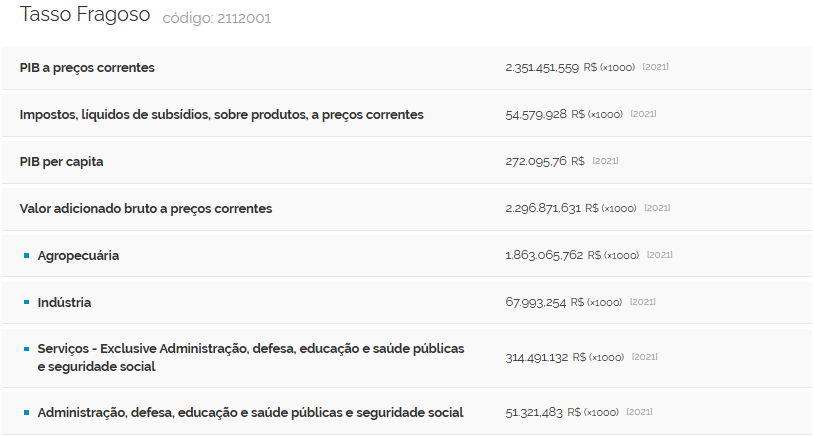 Tasso Fragoso código: 2112001
PIB a preços correntes 2.351.451,559 R$ (×1000) [2021]
Impostos, líquidos de subsídios, sobre produtos, a preços correntes 54.579,928 R$ (×1000) [2021]
PIB per capita 272.095,76 R$ [2021]
Valor adicionado bruto a preços correntes 2.296.871,631 R$ (×1000) [2021]
Agropecuária 1.863.065,762 R$ (×1000) [2021]
Indústria 67.993,254 R$ (×1000) [2021]
Serviços - Exclusive Administração, defesa, educação e saúde públicas
e seguridade social 314.491,132 R$ (×1000) [2021]
Administração, defesa, educação e saúde públicas e seguridade social 51.321,483 R$ (×1000) [2021]